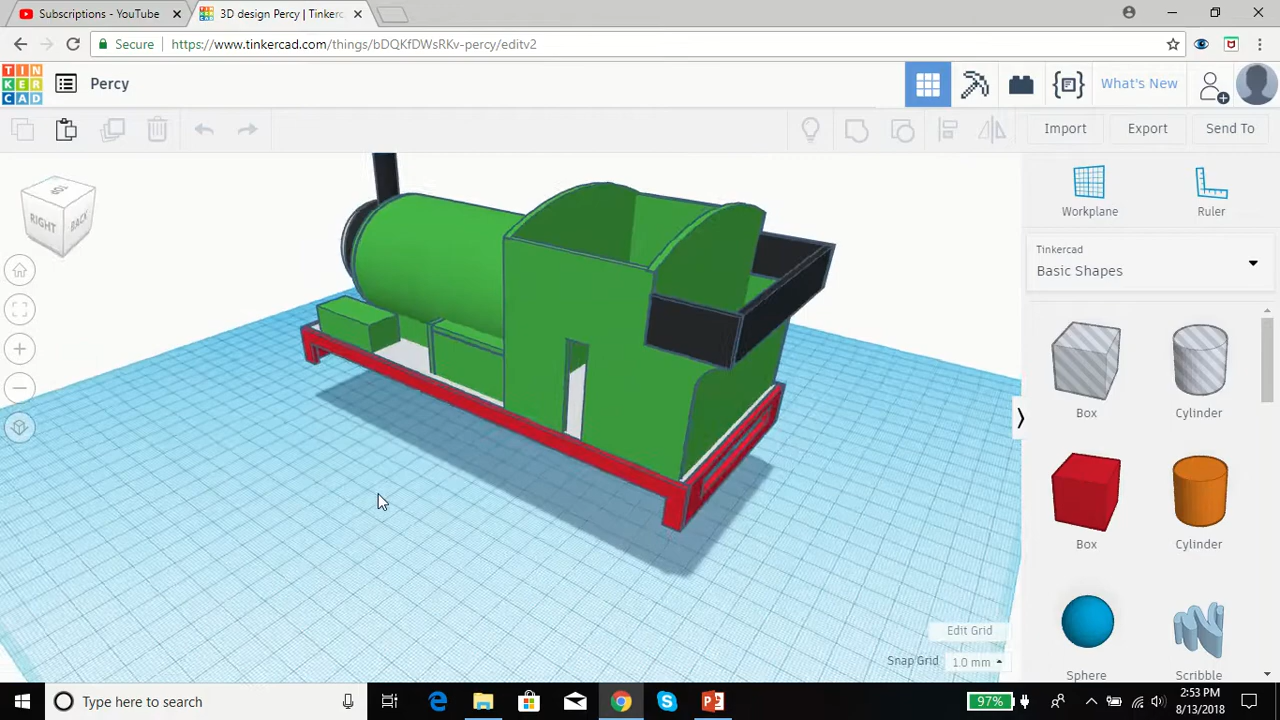 Subscriptions - YouTube
3D design Percy | Tinkerc
Secure
https://www.tinkercad.com/things/bDQKfDWsRKv-percy/editv2
TIN
KER
CAD
Percy
What's New
Import
Export
Send To
RIGHT
BACK
Workplane
Ruler
Tinkercad
Basic Shapes
Box
Cylinder
Box
Cylinder
Sphere
Scribble
Edit Grid
Snap Grid
1.0 mm
Type here to search
97%
2:53 PM
8/13/2018